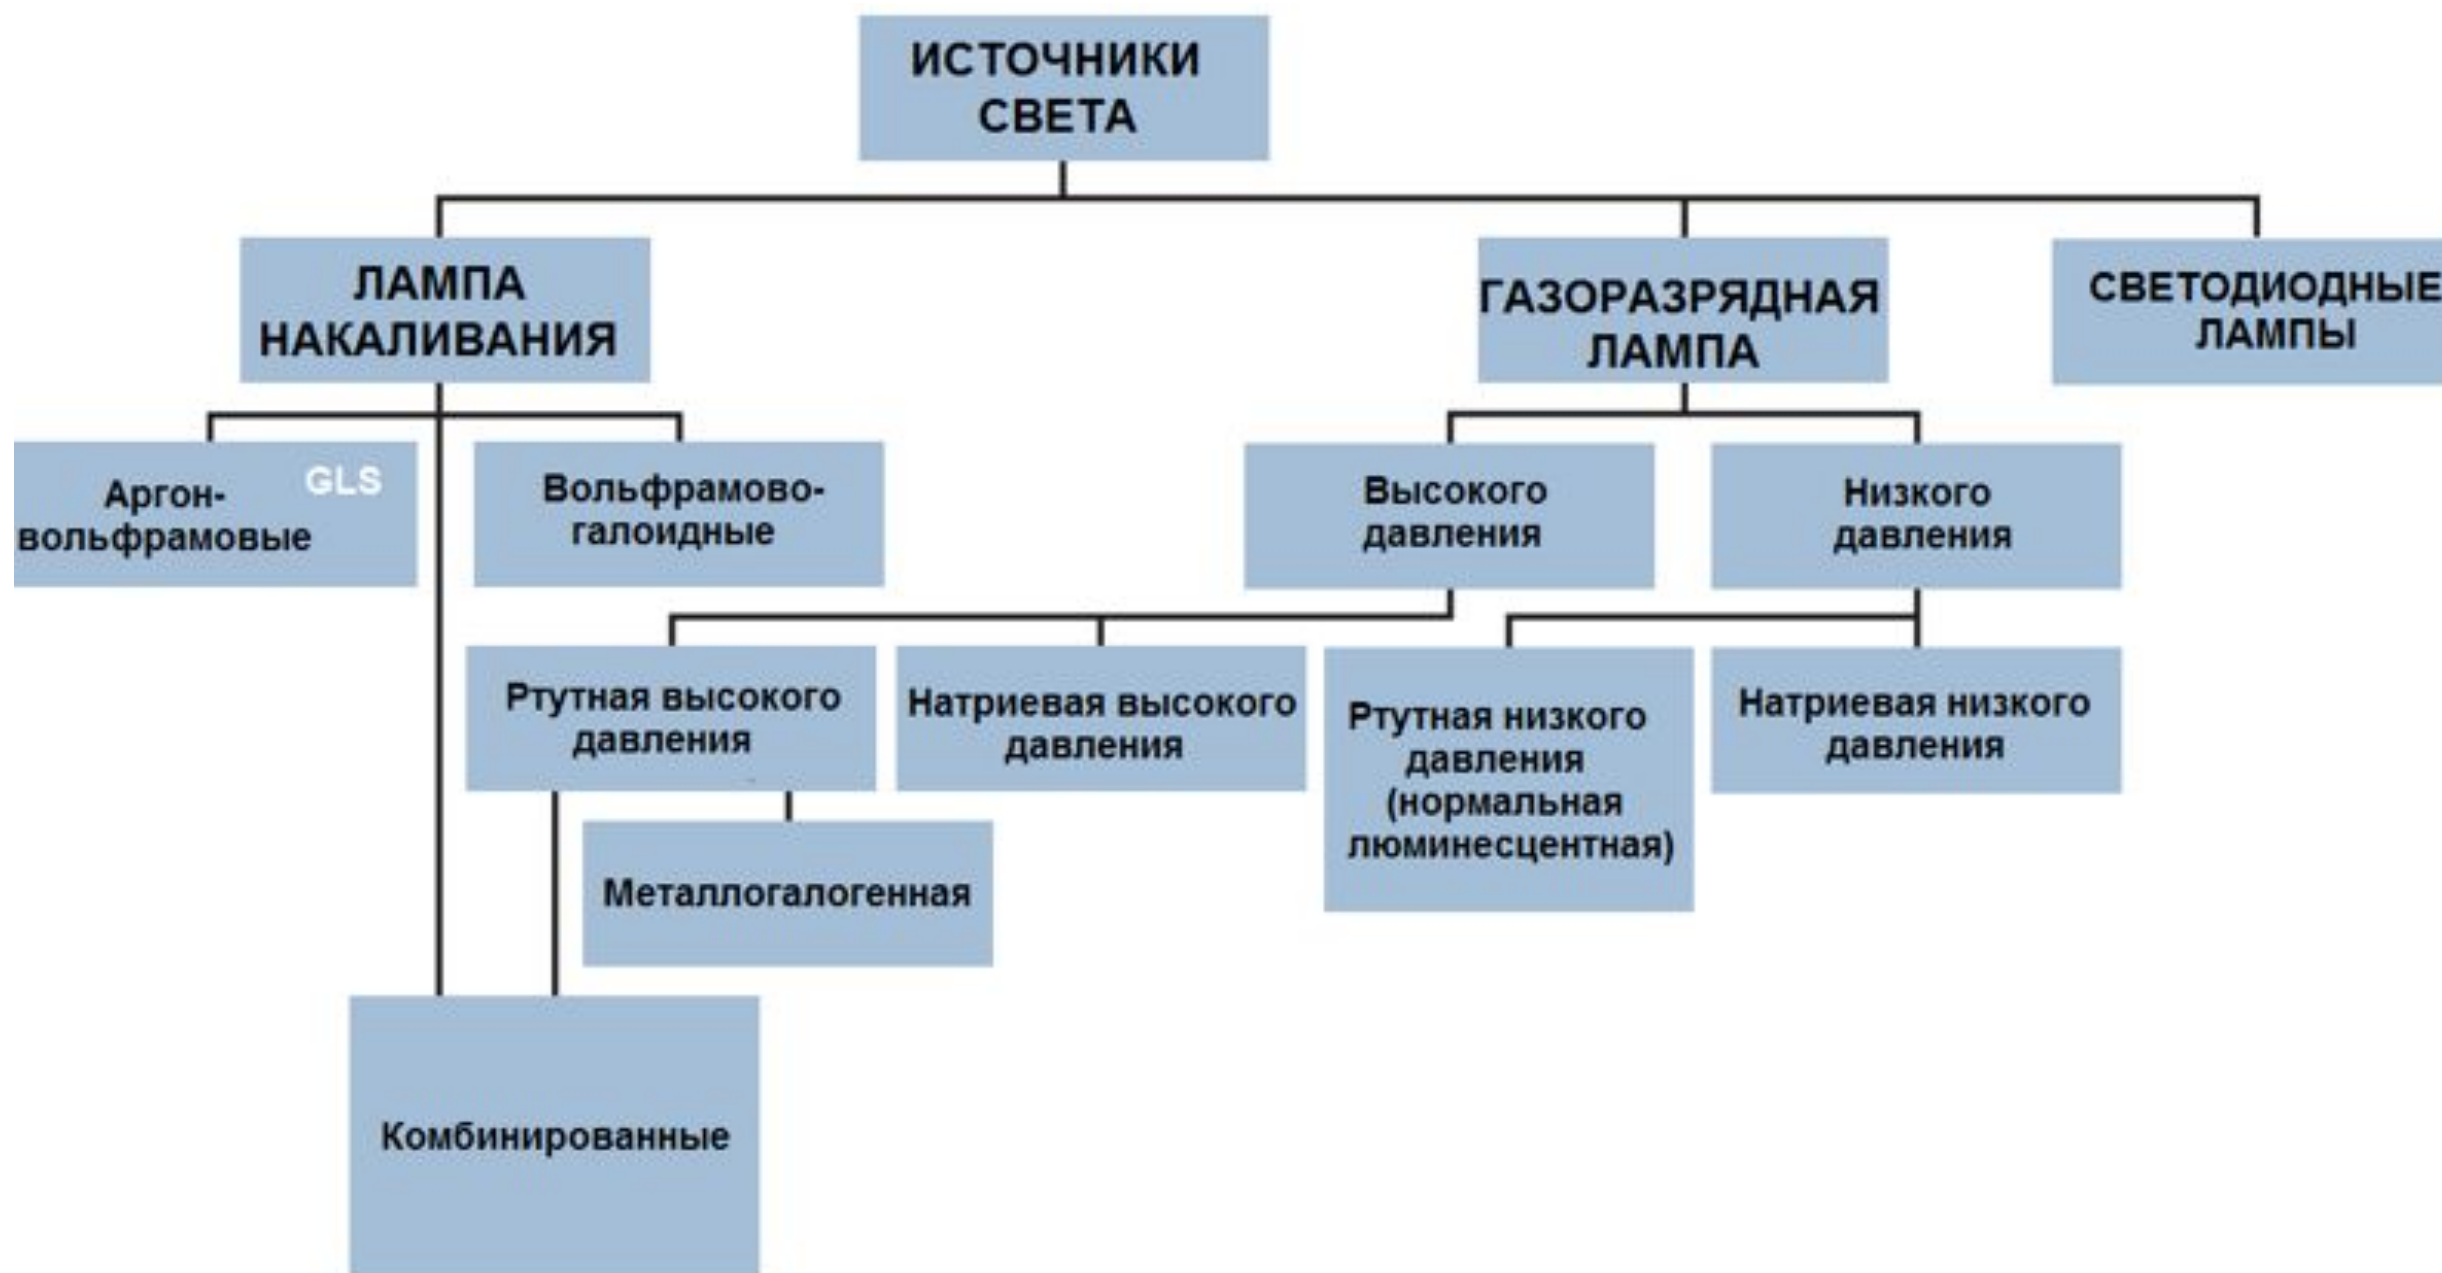 ИСТОЧНИКИ
СВЕТА
ЛАМПА
НАКАЛИВАНИЯ
ГАЗОРАЗРЯДНАЯ
ЛАМПА
СВЕТОДИОДНЫЕ
ЛАМПЫ
Аргон-
вольфрамовые
GLS
Вольфрамово-
галоидные
Высокого
давления
Низкого
давления
Ртутная высокого
давления
Натриевая высокого
давления
Ртутная низкого
давления
(нормальная
люминесцентная)
Натриевая низкого
давления
Металлогалогенная
Комбинированные